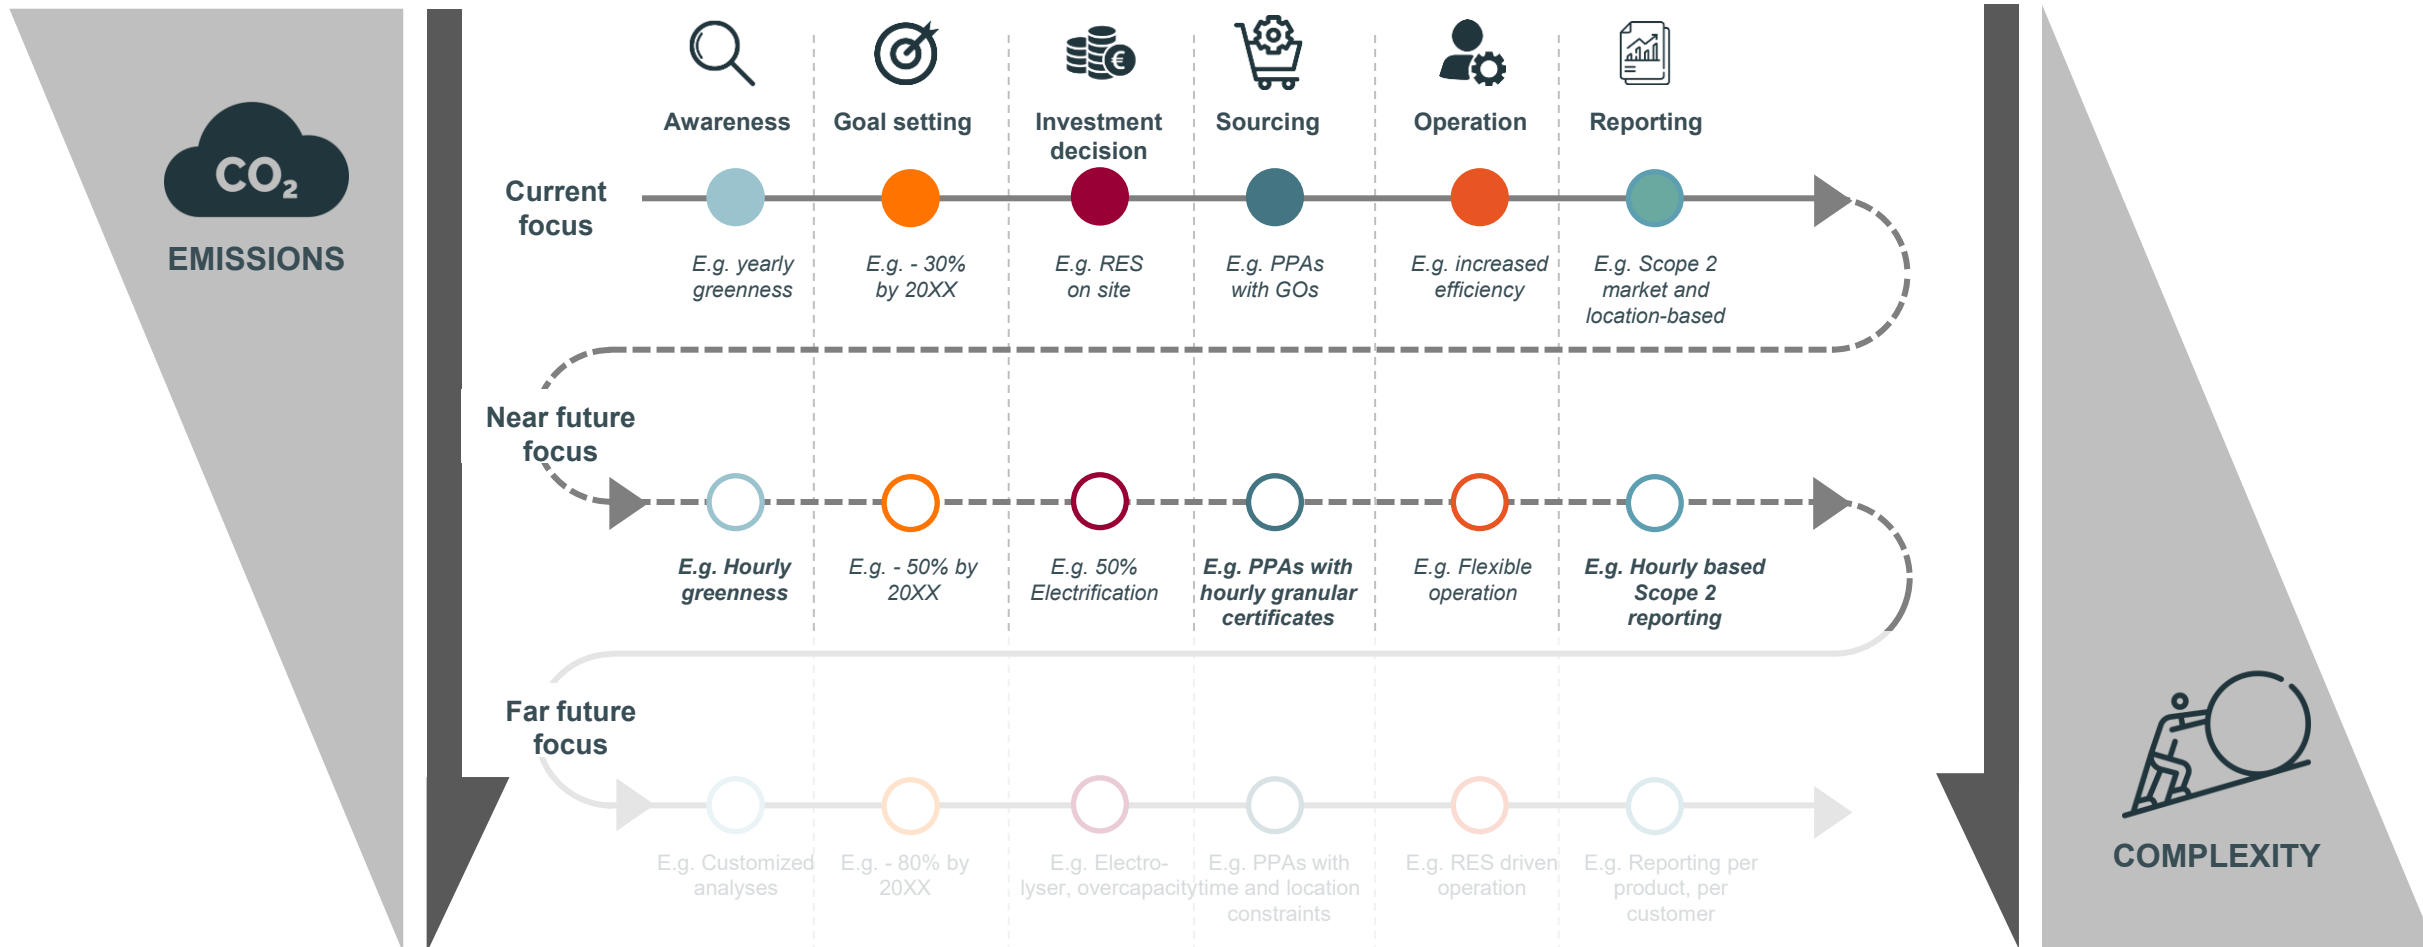 CO₂
EMISSIONS
Awareness
Goal setting
Investment
decision
Sourcing
Operation
Reporting
Current
focus
E.g. yearly
greenness
E.g. - 30%
by 20XX
E.g. RES
on site
E.g. PPAs
with GOs
E.g. increased
efficiency
E.g. Scope 2
market and
location-based
Near future
focus
E.g. Hourly
greenness
E.g. - 50% by
20XX
E.g. 50%
Electrification
E.g. PPAs with
hourly granular
certificates
E.g. Flexible
operation
E.g. Hourly based
Scope 2
reporting
Far future
focus
E.g. Customized
analyses
E.g. - 80% by
20XX
E.g. Electro-
lyser, overcapacity
E.g. PPAs with
time and location
constraints
E.g. RES driven
operation
E.g. Reporting per
product, per
customer
COMPLEXITY